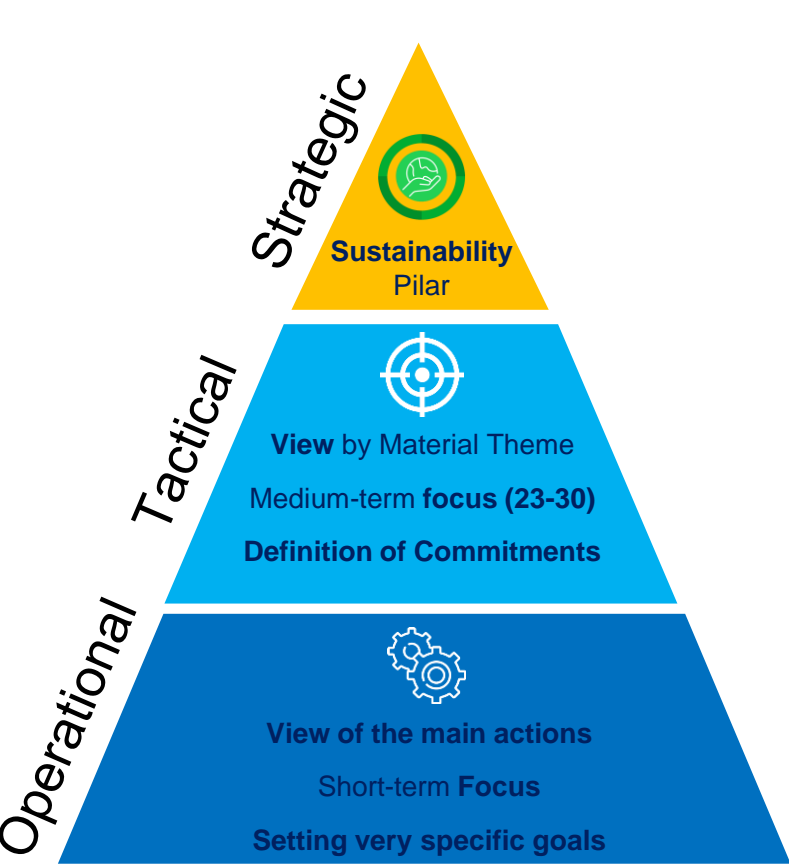 Strategic
Sustainability
Pilar
Tactical
View by Material Theme
Medium-term focus (23-30)
Definition of Commitments
Operational
View of the main actions
Short-term Focus
Setting very specific goals